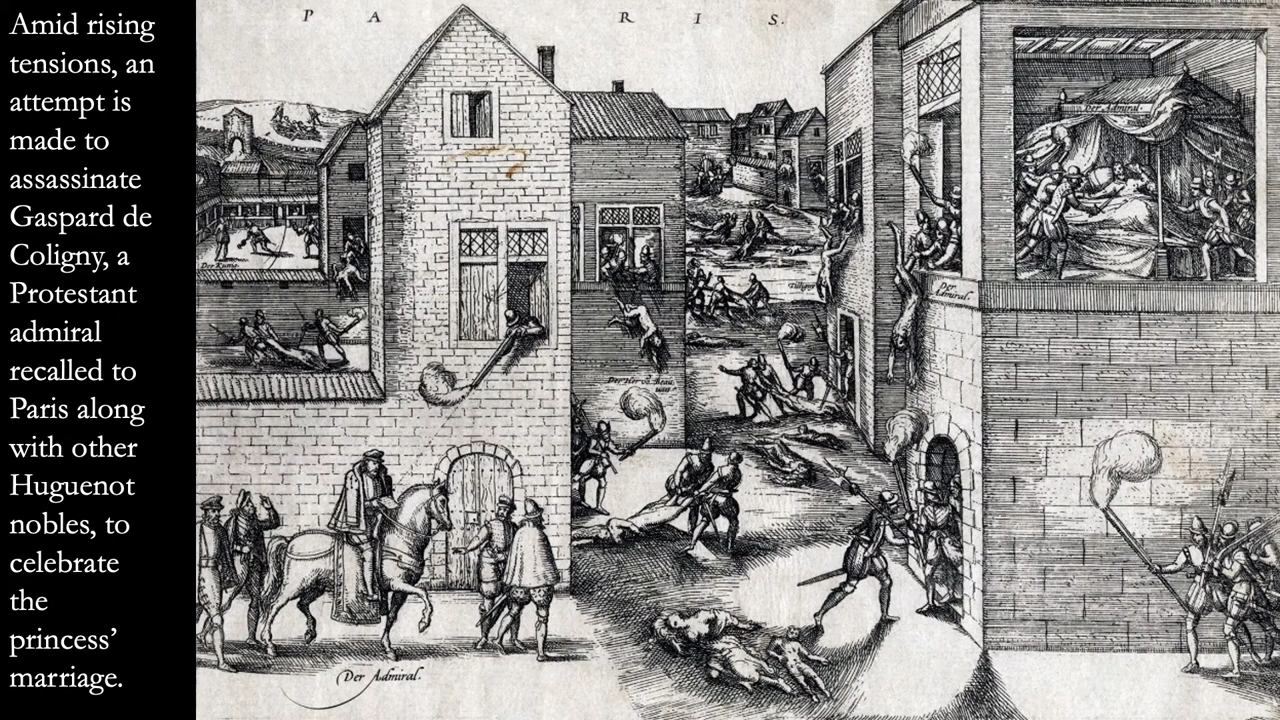 Amid rising
tensions, an
attempt is
made to
assassinate
Gaspard de
Coligny, a
Protestant
admiral
recalled to
Paris along
with other
Huguenot
nobles, to
celebrate
the
princess’
marriage.
P A R I S.
Der Admiral.
Der
Admiral.
Der Admiral.